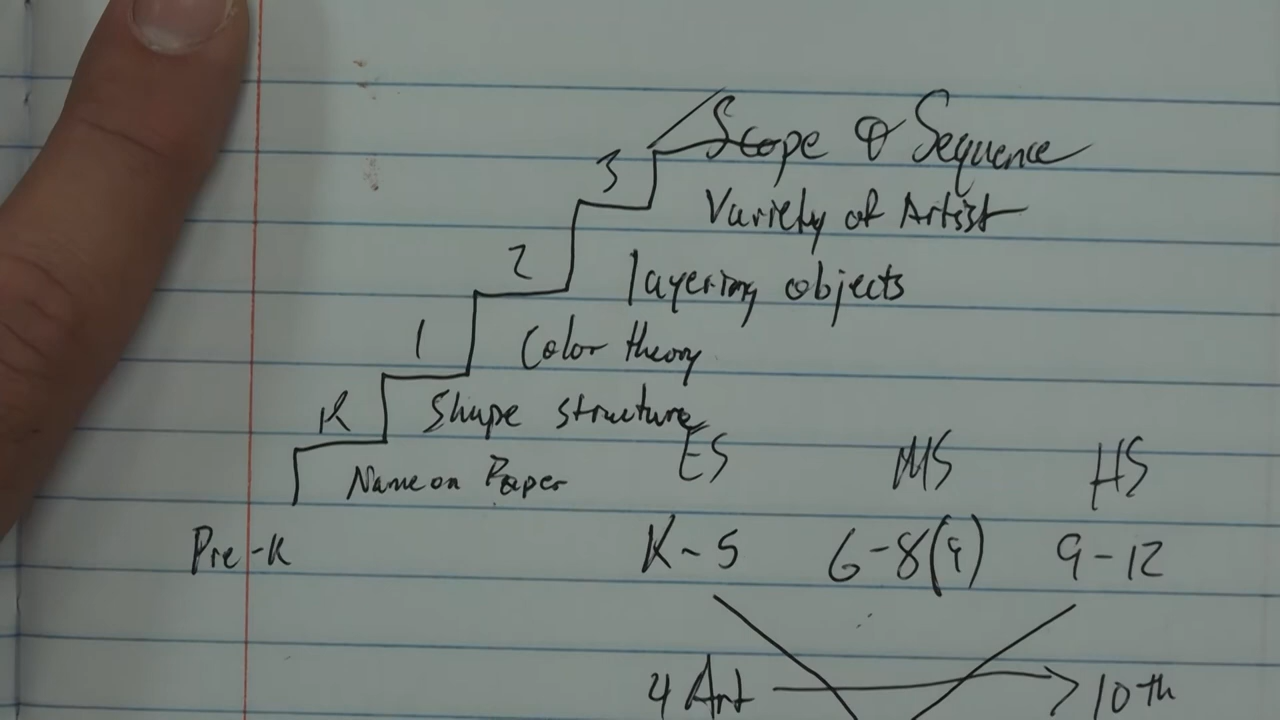 Scope & Sequence
3
Variety of Artist
2
layering objects
1
Color theory
K
Shape structure
ES MS HS
Name on Paper
Pre-K
K-5 6-8(9) 9-12
4 Art 10th